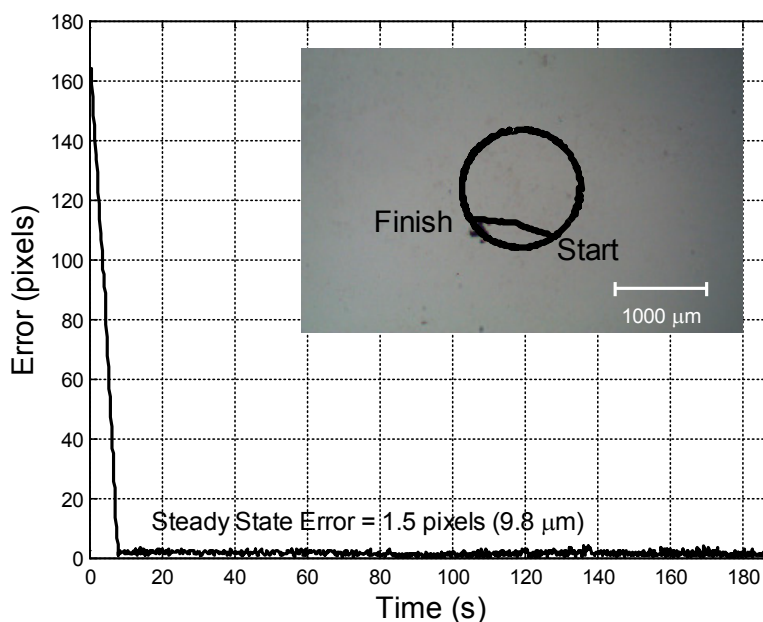 180
160
140
120
100
80
60
40
20
0
Error (pixels)
Finish
Start
1000 μm
Steady State Error = 1.5 pixels (9.8 μm)
0 20 40 60 80 100 120 140 160 180
Time (s)